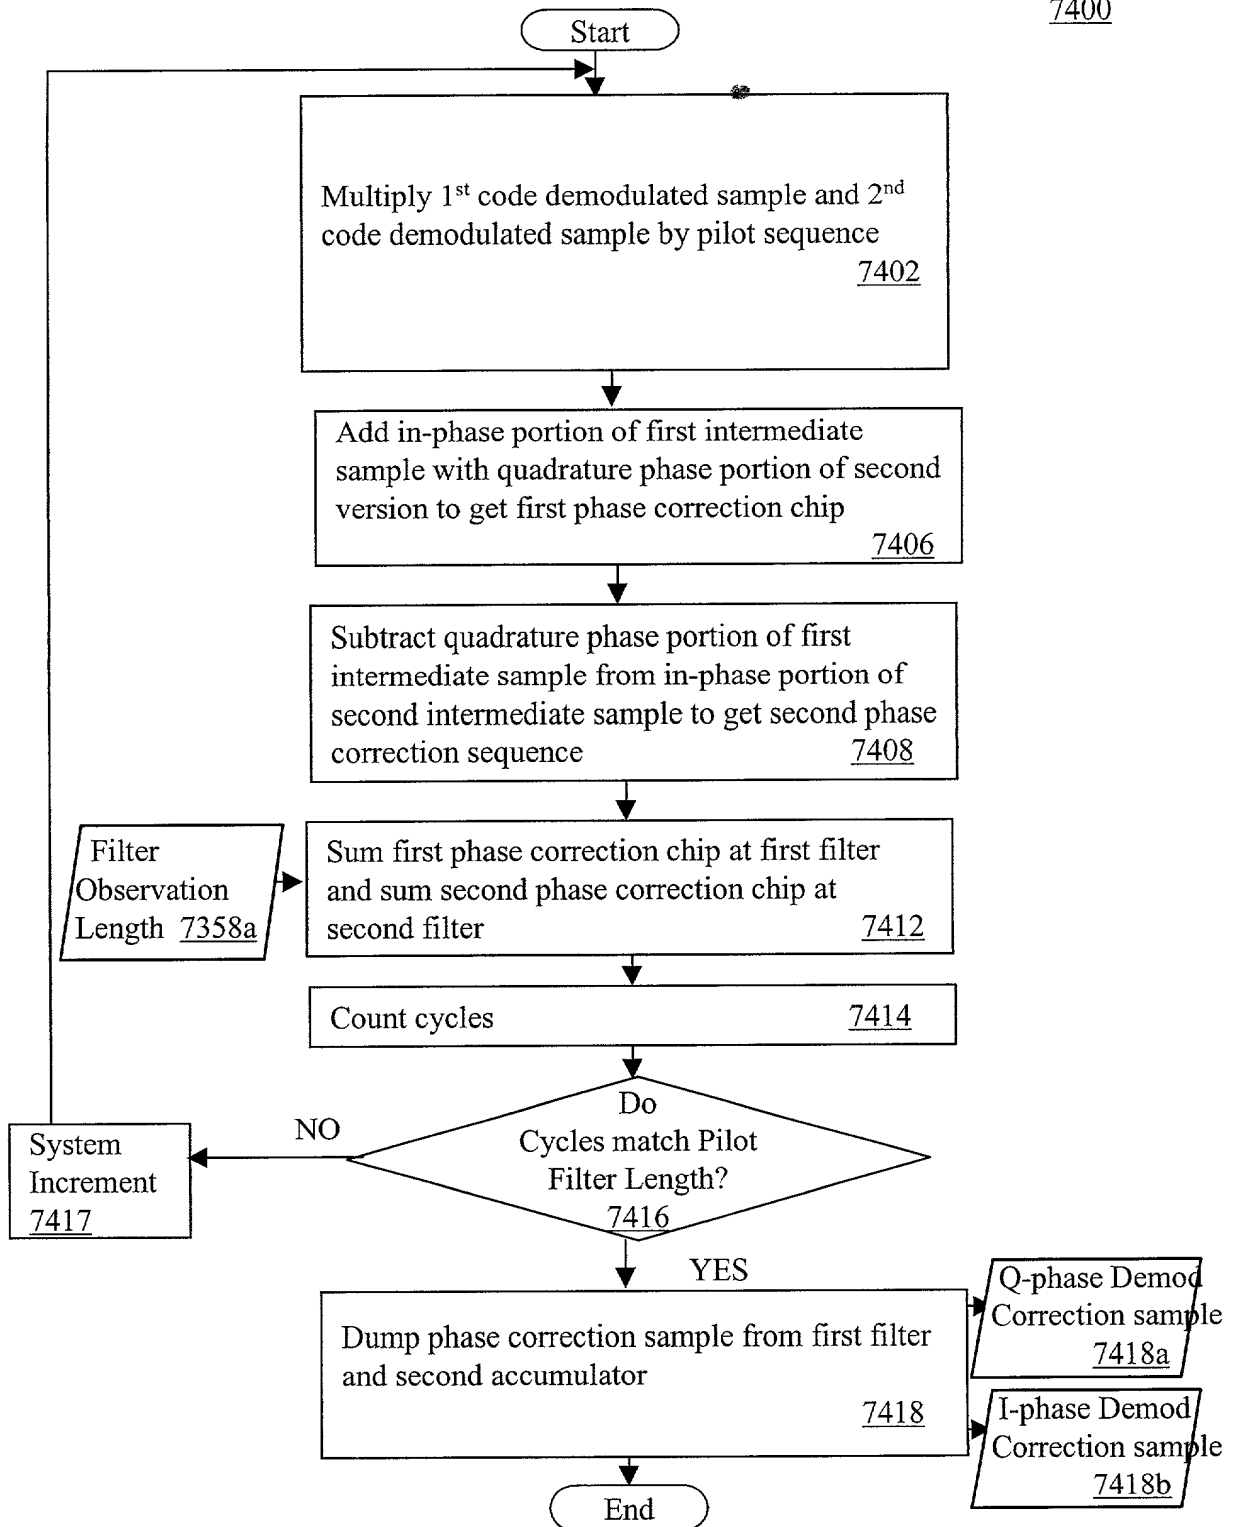 7400
Start
Multiply 1st code demodulated sample and 2nd
code demodulated sample by pilot sequence
7402
Add in-phase portion of first intermediate
sample with quadrature phase portion of second
version to get first phase correction chip
7406
Subtract quadrature phase portion of first
intermediate sample from in-phase portion of
second intermediate sample to get second phase
correction sequence 7408
Filter
Observation
Length 7358a
Sum first phase correction chip at first filter
and sum second phase correction chip at
second filter 7412
Count cycles 7414
Do
Cycles match Pilot
Filter Length?
7416
NO
System
Increment
7417
YES
Dump phase correction sample from first filter
and second accumulator
7418
Q-phase Demod
Correction sample
7418a
I-phase Demod
Correction sample
7418b
End